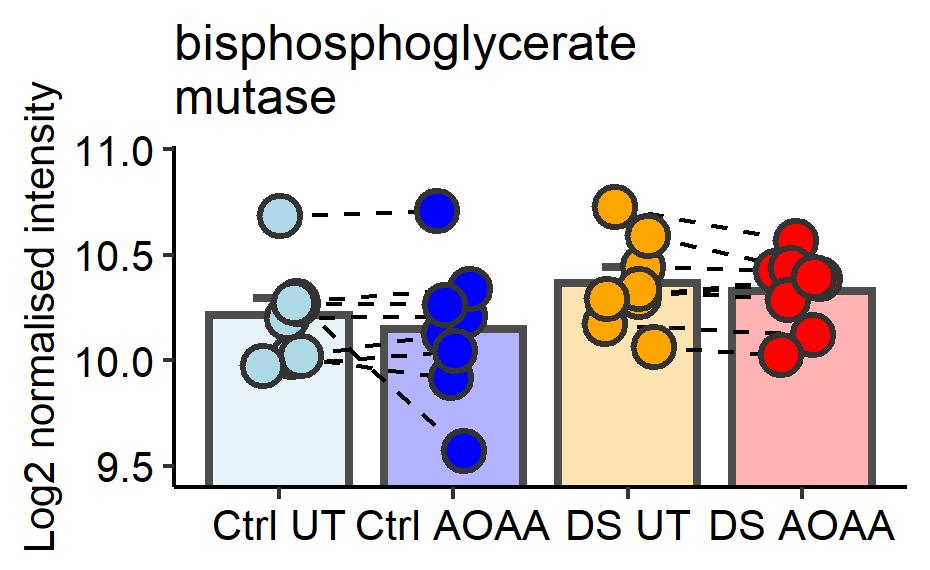 bisphosphoglycerate
mutase
Log2 normalised intensity
11.0
10.5
10.0
9.5
Ctrl UT Ctrl AOAA DS UT DS AOAA